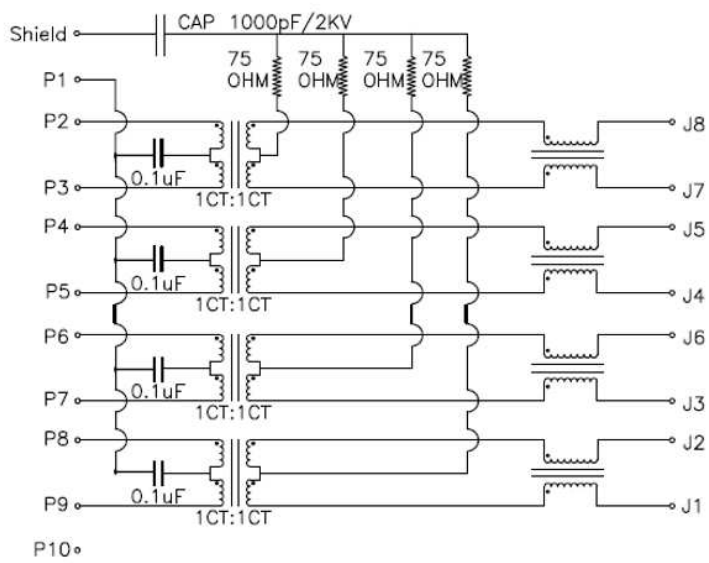 CAP 1000pF/2KV
Shield
75 OHM
75 OHM
75 OHM
75 OHM
P1
P2
J8
0.1uF
P3
J7
1CT:1CT
P4
J5
0.1uF
P5
J4
1CT:1CT
P6
J6
0.1uF
P7
J3
1CT:1CT
P8
J2
0.1uF
P9
J1
1CT:1CT
P10